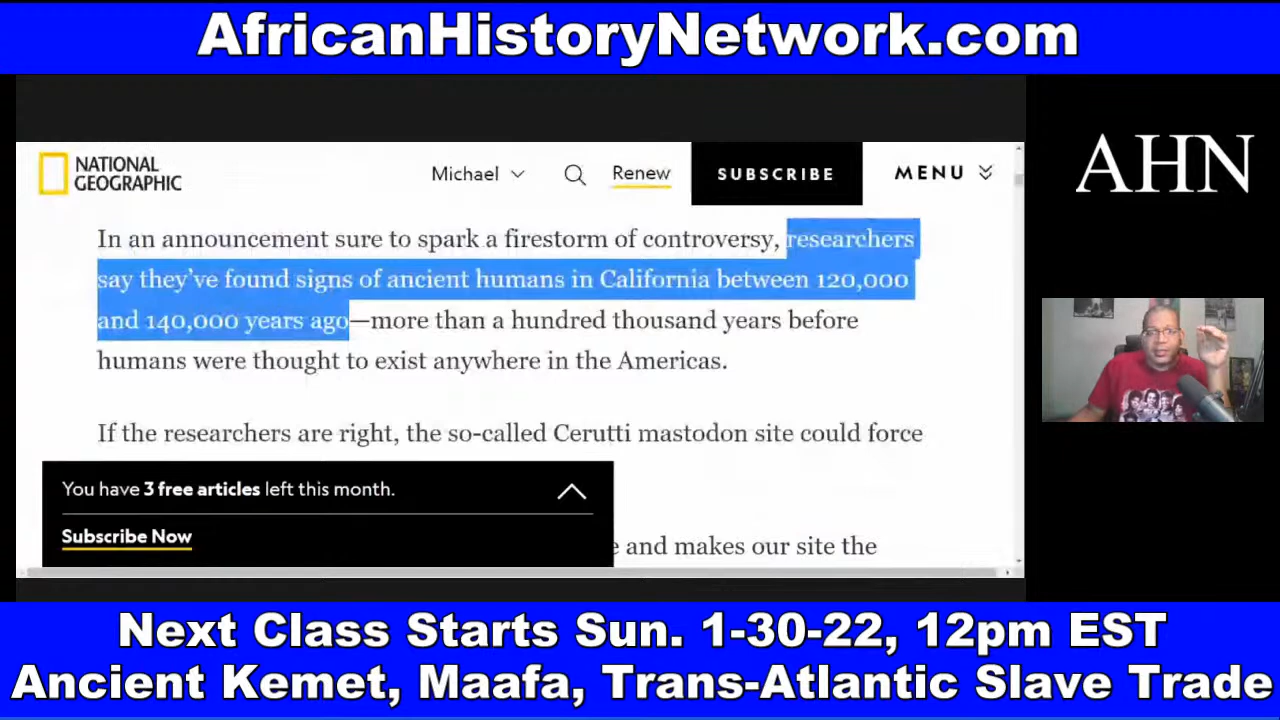 AfricanHistoryNetwork.com
NATIONAL
GEOGRAPHIC
Michael
Renew
SUBSCRIBE
MENU
AHN
In an announcement sure to spark a firestorm of controversy, researchers
say they’ve found signs of ancient humans in California between 120,000
and 140,000 years ago—more than a hundred thousand years before
humans were thought to exist anywhere in the Americas.
If the researchers are right, the so-called Cerutti mastodon site could force
You have 3 free articles left this month.
Subscribe Now
and makes our site the
Next Class Starts Sun. 1-30-22, 12pm EST
Ancient Kemet, Maafa, Trans-Atlantic Slave Trade